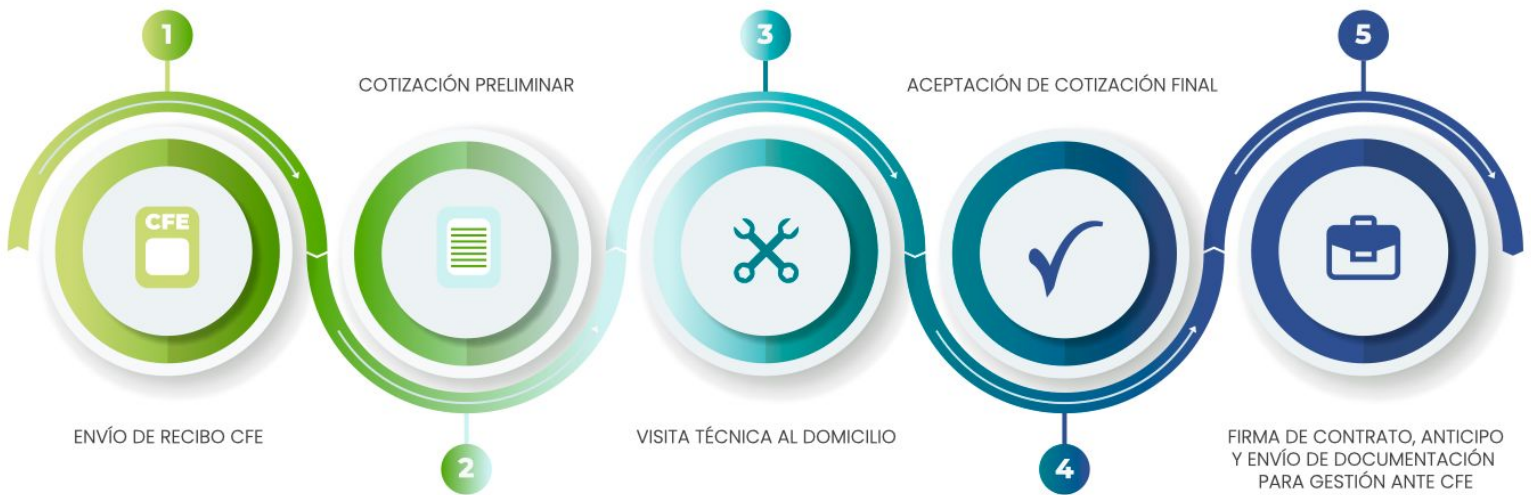 1
CFE
ENVÍO DE RECIBO CFE
COTIZACIÓN PRELIMINAR
2
3
VISITA TÉCNICA AL DOMICILIO
ACEPTACIÓN DE COTIZACIÓN FINAL
4
5
FIRMA DE CONTRATO, ANTICIPO
Y ENVÍO DE DOCUMENTACIÓN
PARA GESTIÓN ANTE CFE